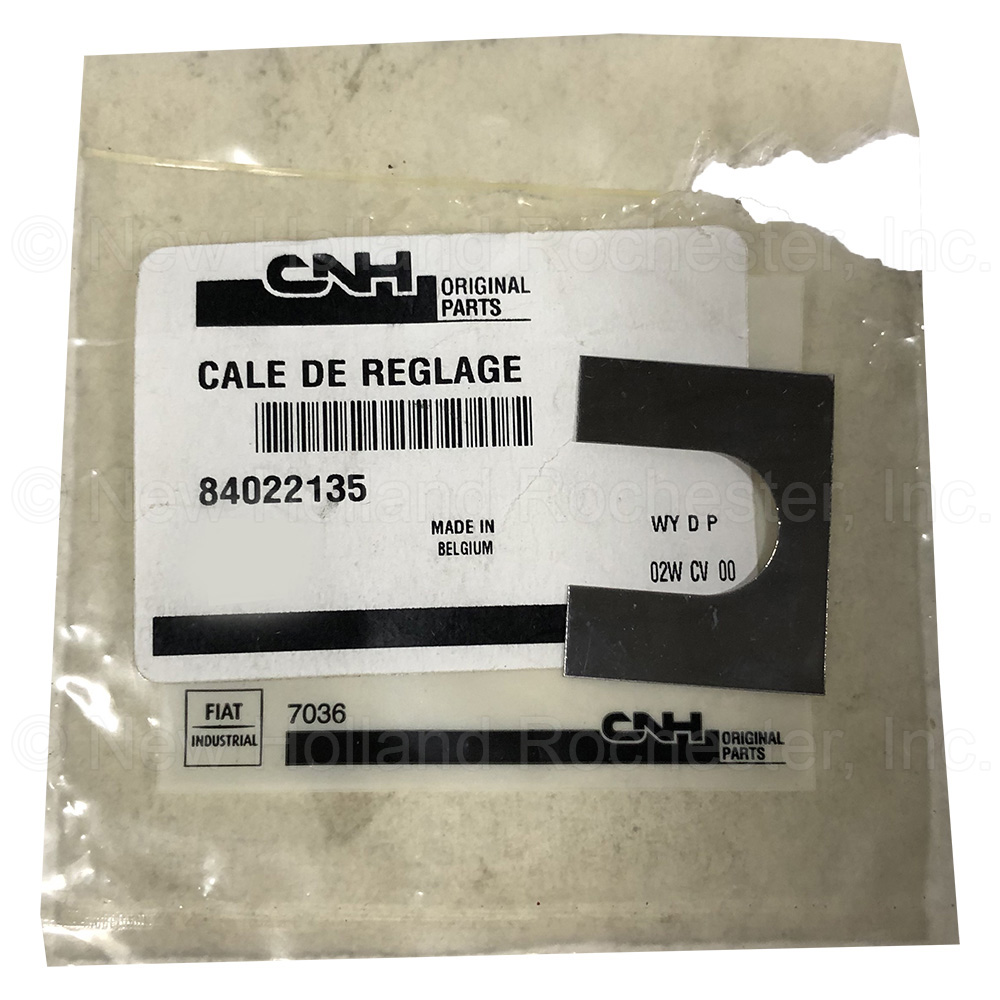 © New Holland Rochester, Inc.
CNH ORIGINAL
PARTS
CALE DE REGLAGE
84022135
© New Holland Rochester, Inc.
MADE IN
BELGIUM
WY D P
02W CV 00
FIAT
INDUSTRIAL
7036
CNH ORIGINAL
PARTS
© New Holland Rochester, Inc.